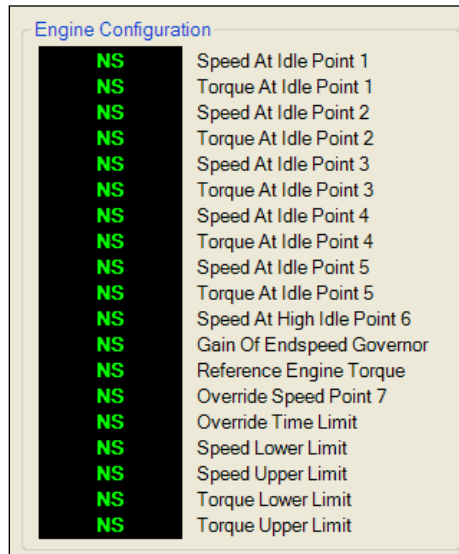 Engine Configuration
NS Speed At Idle Point 1
NS Torque At Idle Point 1
NS Speed At Idle Point 2
NS Torque At Idle Point 2
NS Speed At Idle Point 3
NS Torque At Idle Point 3
NS Speed At Idle Point 4
NS Torque At Idle Point 4
NS Speed At Idle Point 5
NS Torque At Idle Point 5
NS Speed At High Idle Point 6
NS Gain Of Endspeed Governor
NS Reference Engine Torque
NS Override Speed Point 7
NS Override Time Limit
NS Speed Lower Limit
NS Speed Upper Limit
NS Torque Lower Limit
NS Torque Upper Limit